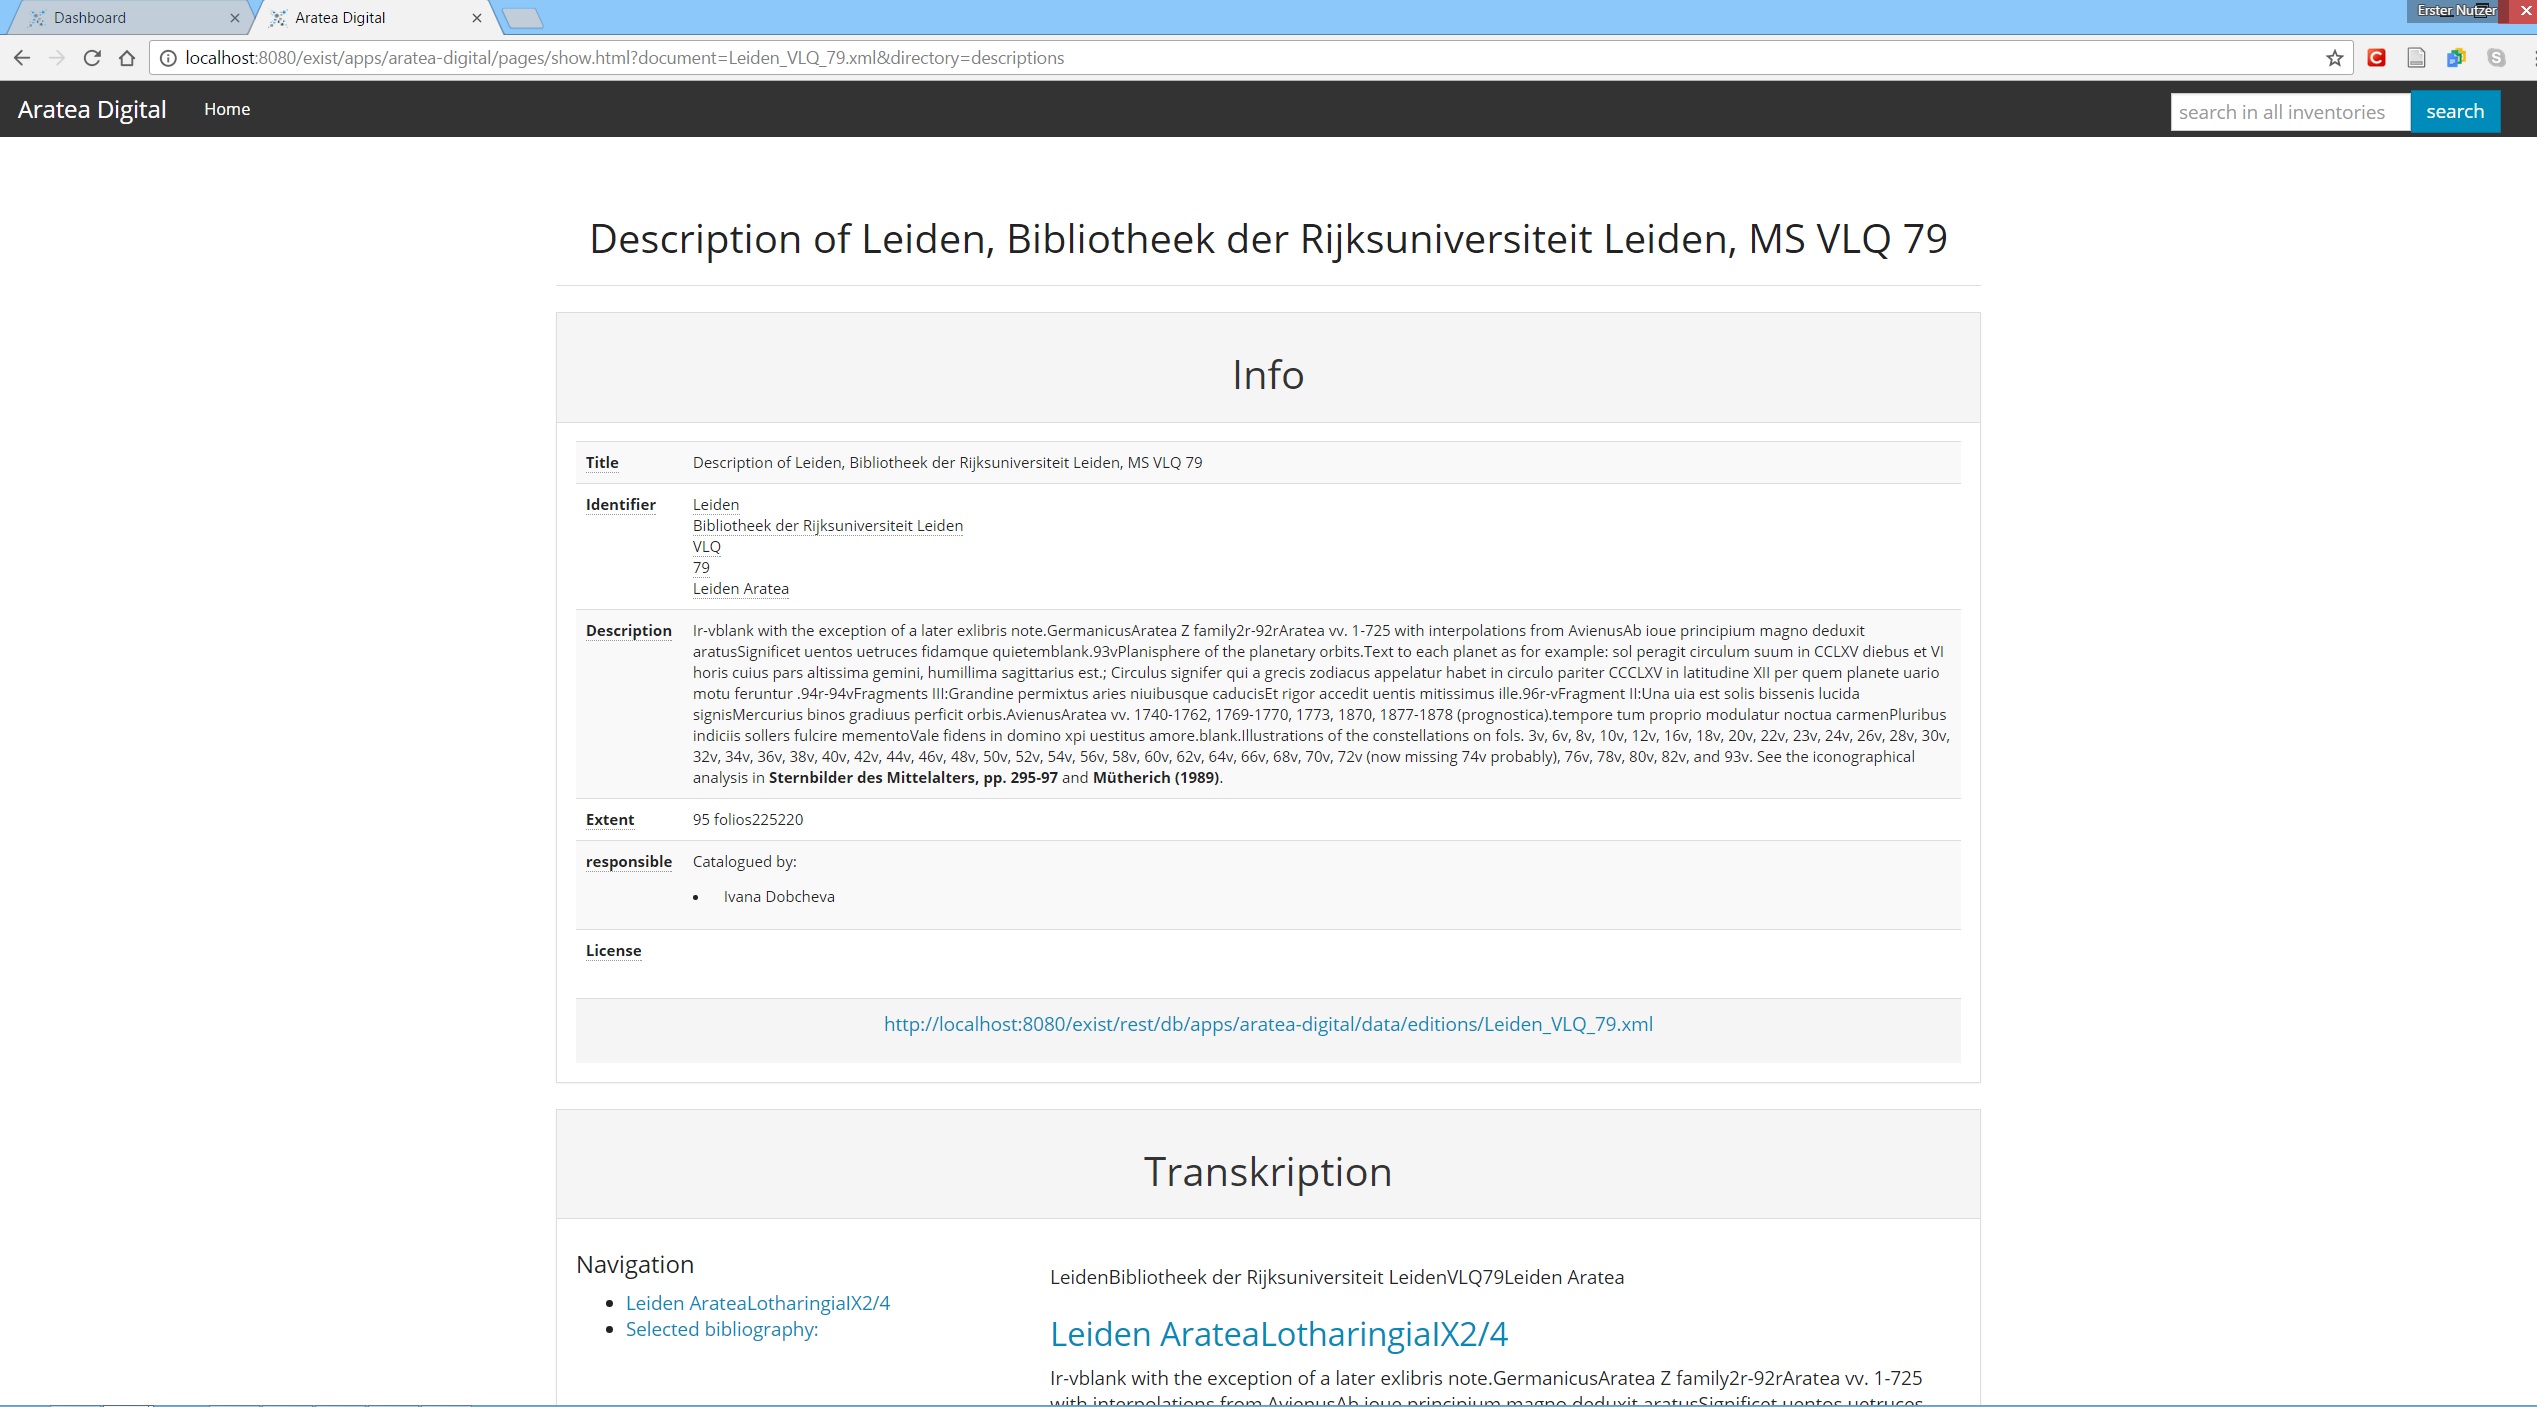 Dashboard
Aratea Digital
Erster Nutzer
localhost:8080/exist/apps/aratea-digital/pages/show.html?document=Leiden_VLQ_79.xml&directory=descriptions
Aratea Digital Home search in all inventories search
Description of Leiden, Bibliotheek der Rijksuniversiteit Leiden, MS VLQ 79
Info
Title Description of Leiden, Bibliotheek der Rijksuniversiteit Leiden, MS VLQ 79
Identifier Leiden
Bibliotheek der Rijksuniversiteit Leiden
VLQ
79
Leiden Aratea
Description Ir-vblank with the exception of a later exlibris note.GermanicusAratea Z family2r-92rAratea vv. 1-725 with interpolations from AvienusAb ioue principium magno deduxit
aratusSignificet uentos uetruces fidamque quietemblank.93vPlanisphere of the planetary orbits.Text to each planet as for example: sol peragit circulum suum in CCLXV diebus et VI
horis cuius pars altissima gemini, humillima sagittarius est.; Circulus signifer qui a grecis zodiacus appelatur habet in circulo pariter CCCLXV in latitudine XII per quem planete uario
motu feruntur .94r-94vFragments III:Grandine permixtus aries niuibusque caducisEt rigor accedit uentis mitissimus ille.96r-vFragment II:Una uia est solis bissenis lucida
signisMercurius binos gradiuus perficit orbis.AvienusAratea vv. 1740-1762, 1769-1770, 1773, 1870, 1877-1878 (prognostica).tempore tum proprio modulatur noctua carmenPluribus
indiciis sollers fulcire mementoVale fidens in domino xpi uestitus amore.blank.Illustrations of the constellations on fols. 3v, 6v, 8v, 10v, 12v, 16v, 18v, 20v, 22v, 23v, 24v, 26v, 28v, 30v,
32v, 34v, 36v, 38v, 40v, 42v, 44v, 46v, 48v, 50v, 52v, 54v, 56v, 58v, 60v, 62v, 64v, 66v, 68v, 70v, 72v (now missing 74v probably), 76v, 78v, 80v, 82v, and 93v. See the iconographical
analysis in Sternbilder des Mittelalters, pp. 295-97 and Mütherich (1989).
Extent 95 folios225220
responsible Catalogued by:
• Ivana Dobcheva
License
http://localhost:8080/exist/rest/db/apps/aratea-digital/data/editions/Leiden_VLQ_79.xml
Transkription
Navigation
• Leiden ArateaLotharingiaIX2/4
• Selected bibliography:
LeidenBibliotheek der Rijksuniversiteit LeidenVLQ79Leiden Aratea
Leiden ArateaLotharingiaIX2/4
Ir-vblank with the exception of a later exlibris note.GermanicusAratea Z family2r-92rAratea vv. 1-725
with interpolations from AvienusAb ioue principium magno deduxit aratusSignificet uentos uetruces